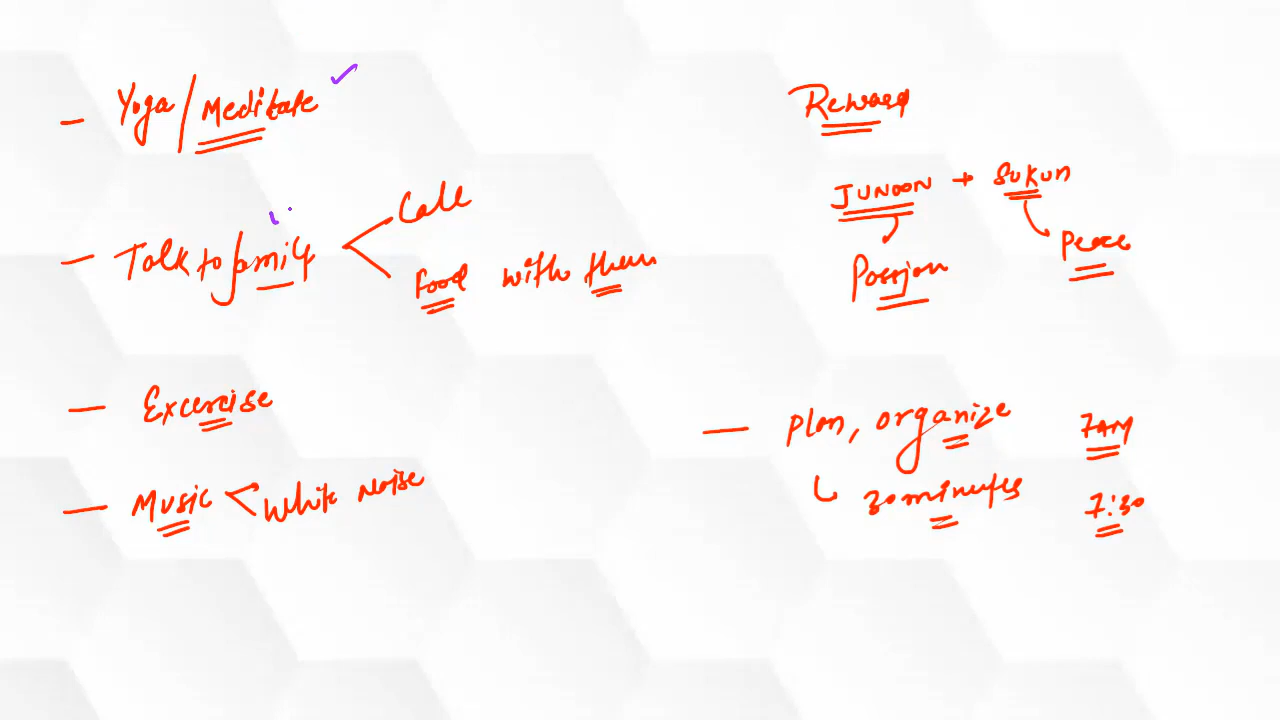 - Yoga / Meditate ✓
- Talk to family < Call
Food with them
- Excercise
- Music < White noise
Reward
JUNOON + SUKUN
Passion
Peace
- Plan, organize 7AM
30 minutes 7:30